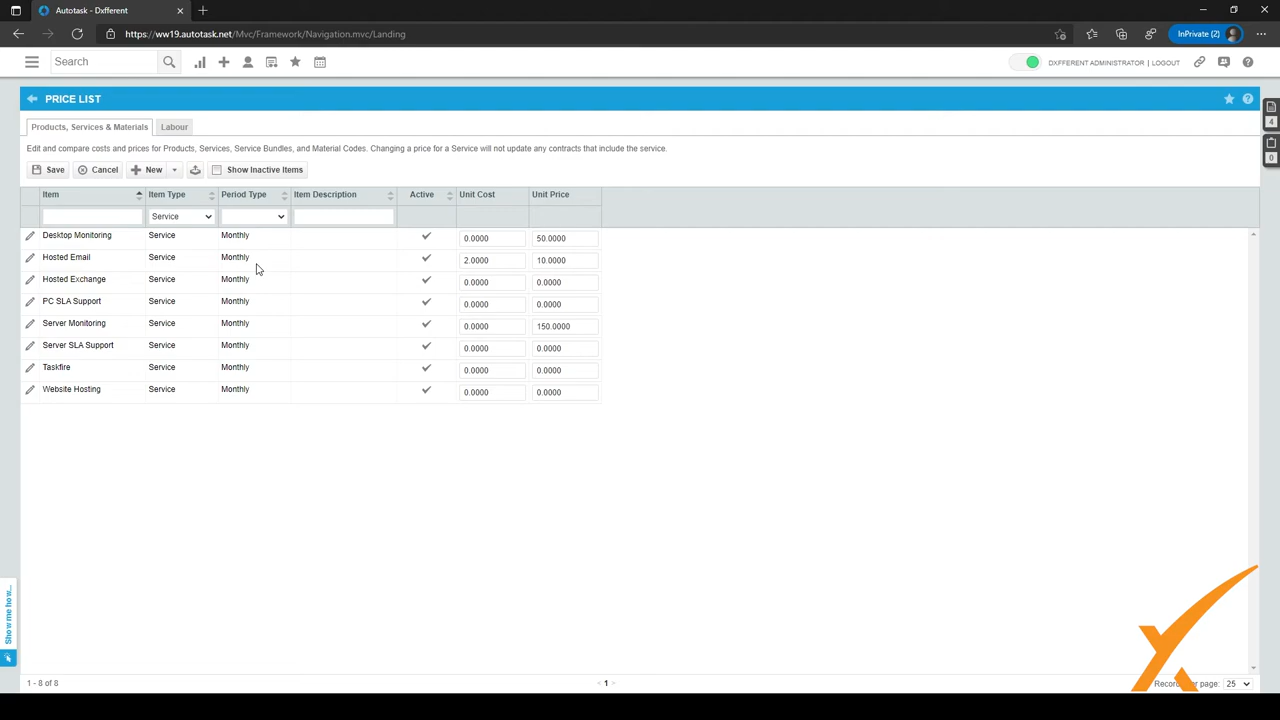 Autotask - Dxfferent
https://ww19.autotask.net/Mvc/Framework/Navigation.mvc/Landing
InPrivate (2)
Search
DXFFERENT ADMINISTRATOR | LOGOUT
PRICE LIST
4
0
Products, Services & Materials Labour
Edit and compare costs and prices for Products, Services, Service Bundles, and Material Codes. Changing a price for a Service will not update any contracts that include the service.
Save Cancel New Show Inactive Items
Item Item Type Period Type Item Description Active Unit Cost Unit Price
Service
Desktop Monitoring Service Monthly 0.0000 50.0000
Hosted Email Service Monthly 2.0000 10.0000
Hosted Exchange Service Monthly 0.0000 0.0000
PC SLA Support Service Monthly 0.0000 0.0000
Server Monitoring Service Monthly 0.0000 150.0000
Server SLA Support Service Monthly 0.0000 0.0000
Taskfire Service Monthly 0.0000 0.0000
Website Hosting Service Monthly 0.0000 0.0000
Show me how...
1 - 8 of 8 < 1 > page: 25